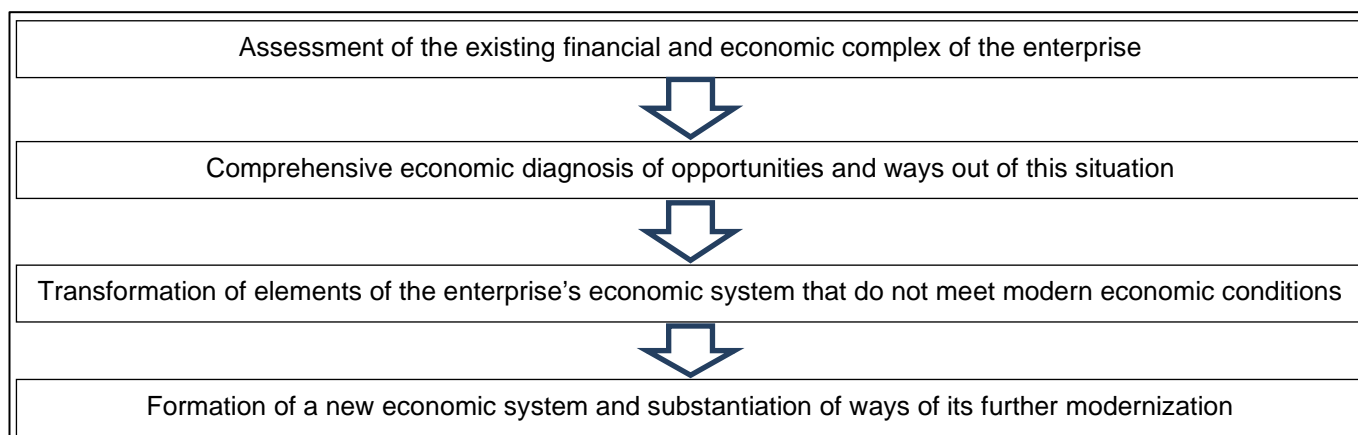 Assessment of the existing financial and economic complex of the enterprise
Comprehensive economic diagnosis of opportunities and ways out of this situation
Transformation of elements of the enterprise’s economic system that do not meet modern economic conditions
Formation of a new economic system and substantiation of ways of its further modernization